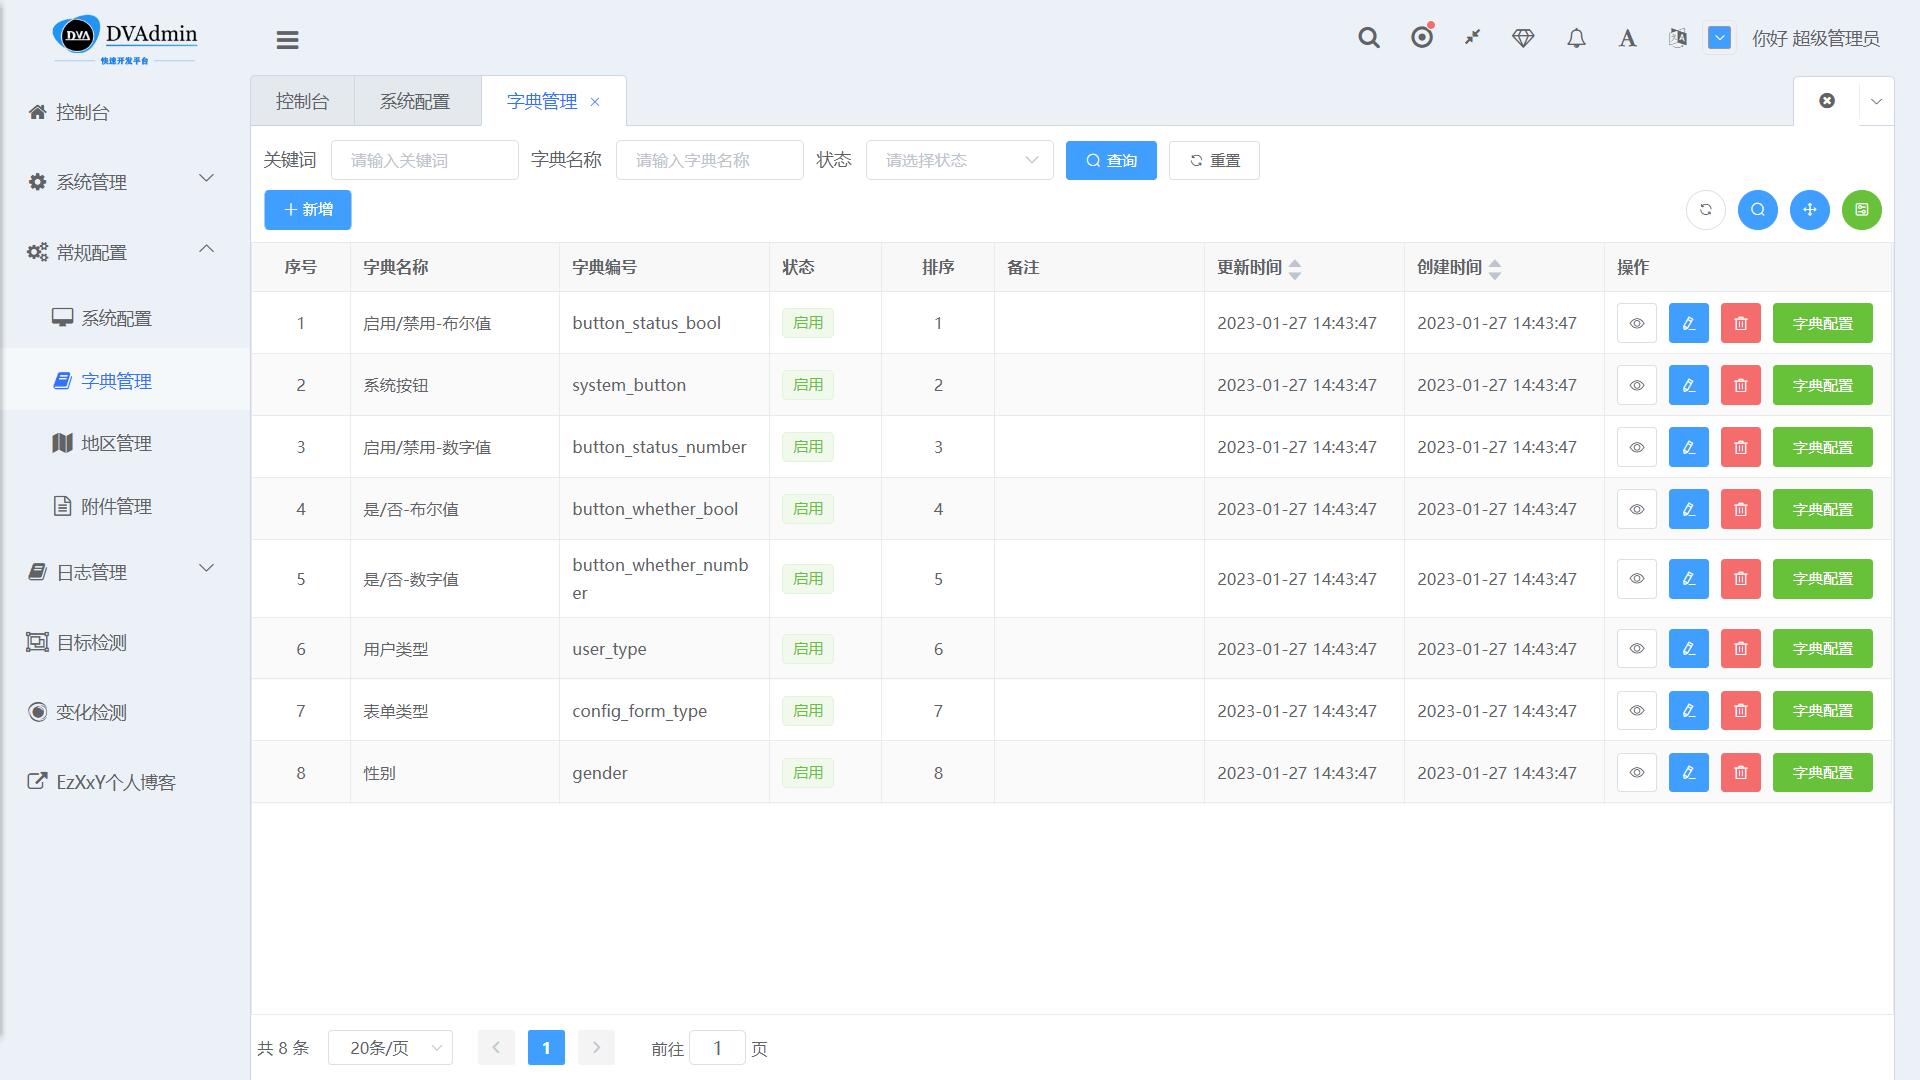 DVA DVAdmin
快速开发平台
你好 超级管理员
控制台
系统管理
常规配置
系统配置
字典管理
地区管理
附件管理
日志管理
目标检测
变化检测
EzXxY个人博客
控制台 系统配置 字典管理
关键词 请输入关键词 字典名称 请输入字典名称 状态 请选择状态 查询 重置
新增
序号 字典名称 字典编号 状态 排序 备注 更新时间 创建时间 操作
1 启用/禁用-布尔值 button_status_bool 启用 1 2023-01-27 14:43:47 2023-01-27 14:43:47 字典配置
2 系统按钮 system_button 启用 2 2023-01-27 14:43:47 2023-01-27 14:43:47 字典配置
3 启用/禁用-数字值 button_status_number 启用 3 2023-01-27 14:43:47 2023-01-27 14:43:47 字典配置
4 是/否-布尔值 button_whether_bool 启用 4 2023-01-27 14:43:47 2023-01-27 14:43:47 字典配置
5 是/否-数字值 button_whether_numb
er 启用 5 2023-01-27 14:43:47 2023-01-27 14:43:47 字典配置
6 用户类型 user_type 启用 6 2023-01-27 14:43:47 2023-01-27 14:43:47 字典配置
7 表单类型 config_form_type 启用 7 2023-01-27 14:43:47 2023-01-27 14:43:47 字典配置
8 性别 gender 启用 8 2023-01-27 14:43:47 2023-01-27 14:43:47 字典配置
共 8 条 20条/页 1 前往 1 页